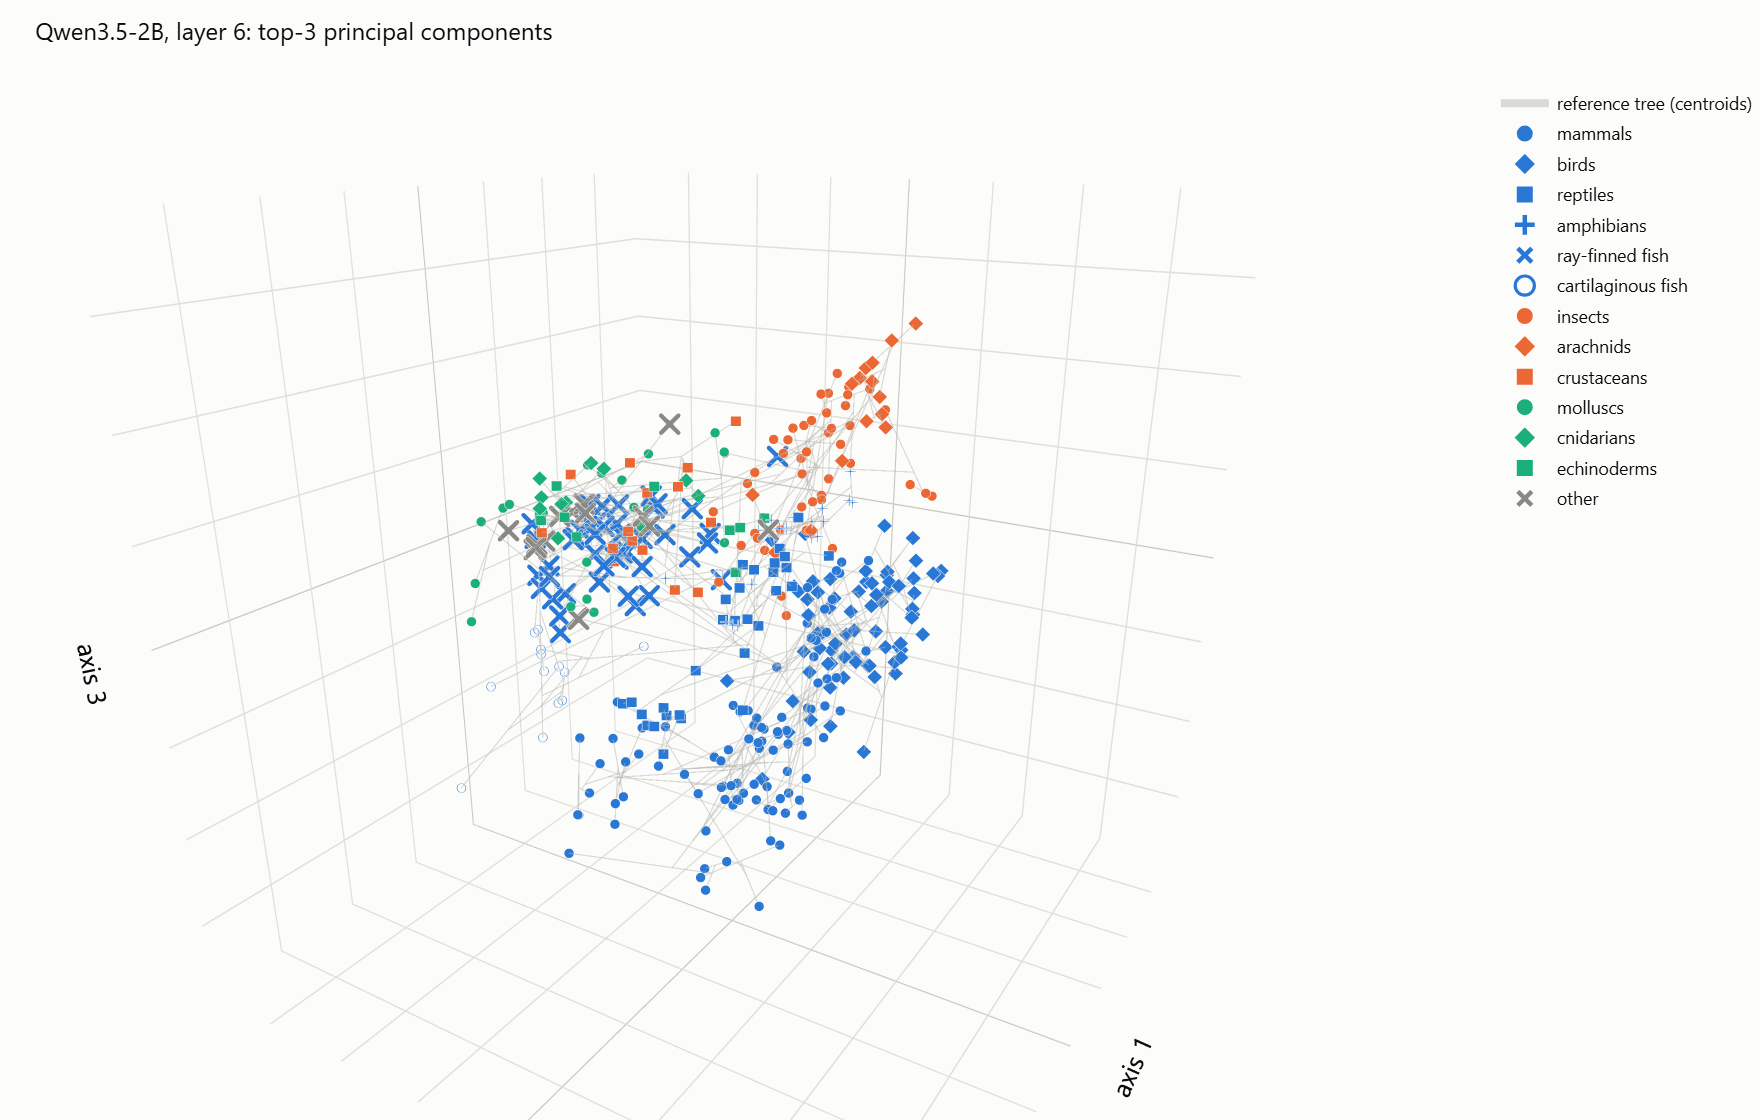 Qwen3.5-2B, layer 6: top-3 principal components
reference tree (centroids)
mammals
birds
reptiles
amphibians
ray-finned fish
cartilaginous fish
insects
arachnids
crustaceans
molluscs
cnidarians
echinoderms
other
axis 3
axis 1